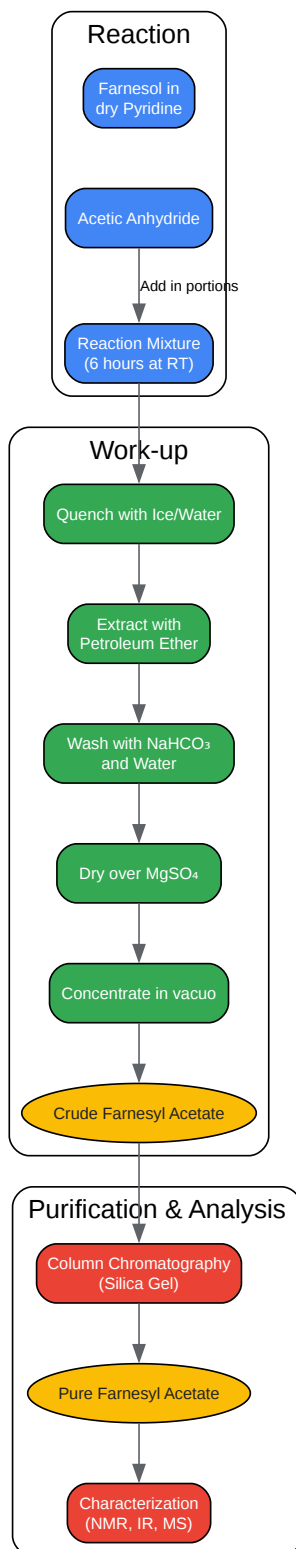 Reaction
Farnesol in
dry Pyridine
Acetic Anhydride
Add in portions
Reaction Mixture
(6 hours at RT)
Work-up
Quench with Ice/Water
Extract with
Petroleum Ether
Wash with NaHCO₃
and Water
Dry over MgSO₄
Concentrate in vacuo
Crude Farnesyl Acetate
Purification & Analysis
Column Chromatography
(Silica Gel)
Pure Farnesyl Acetate
Characterization
(NMR, IR, MS)